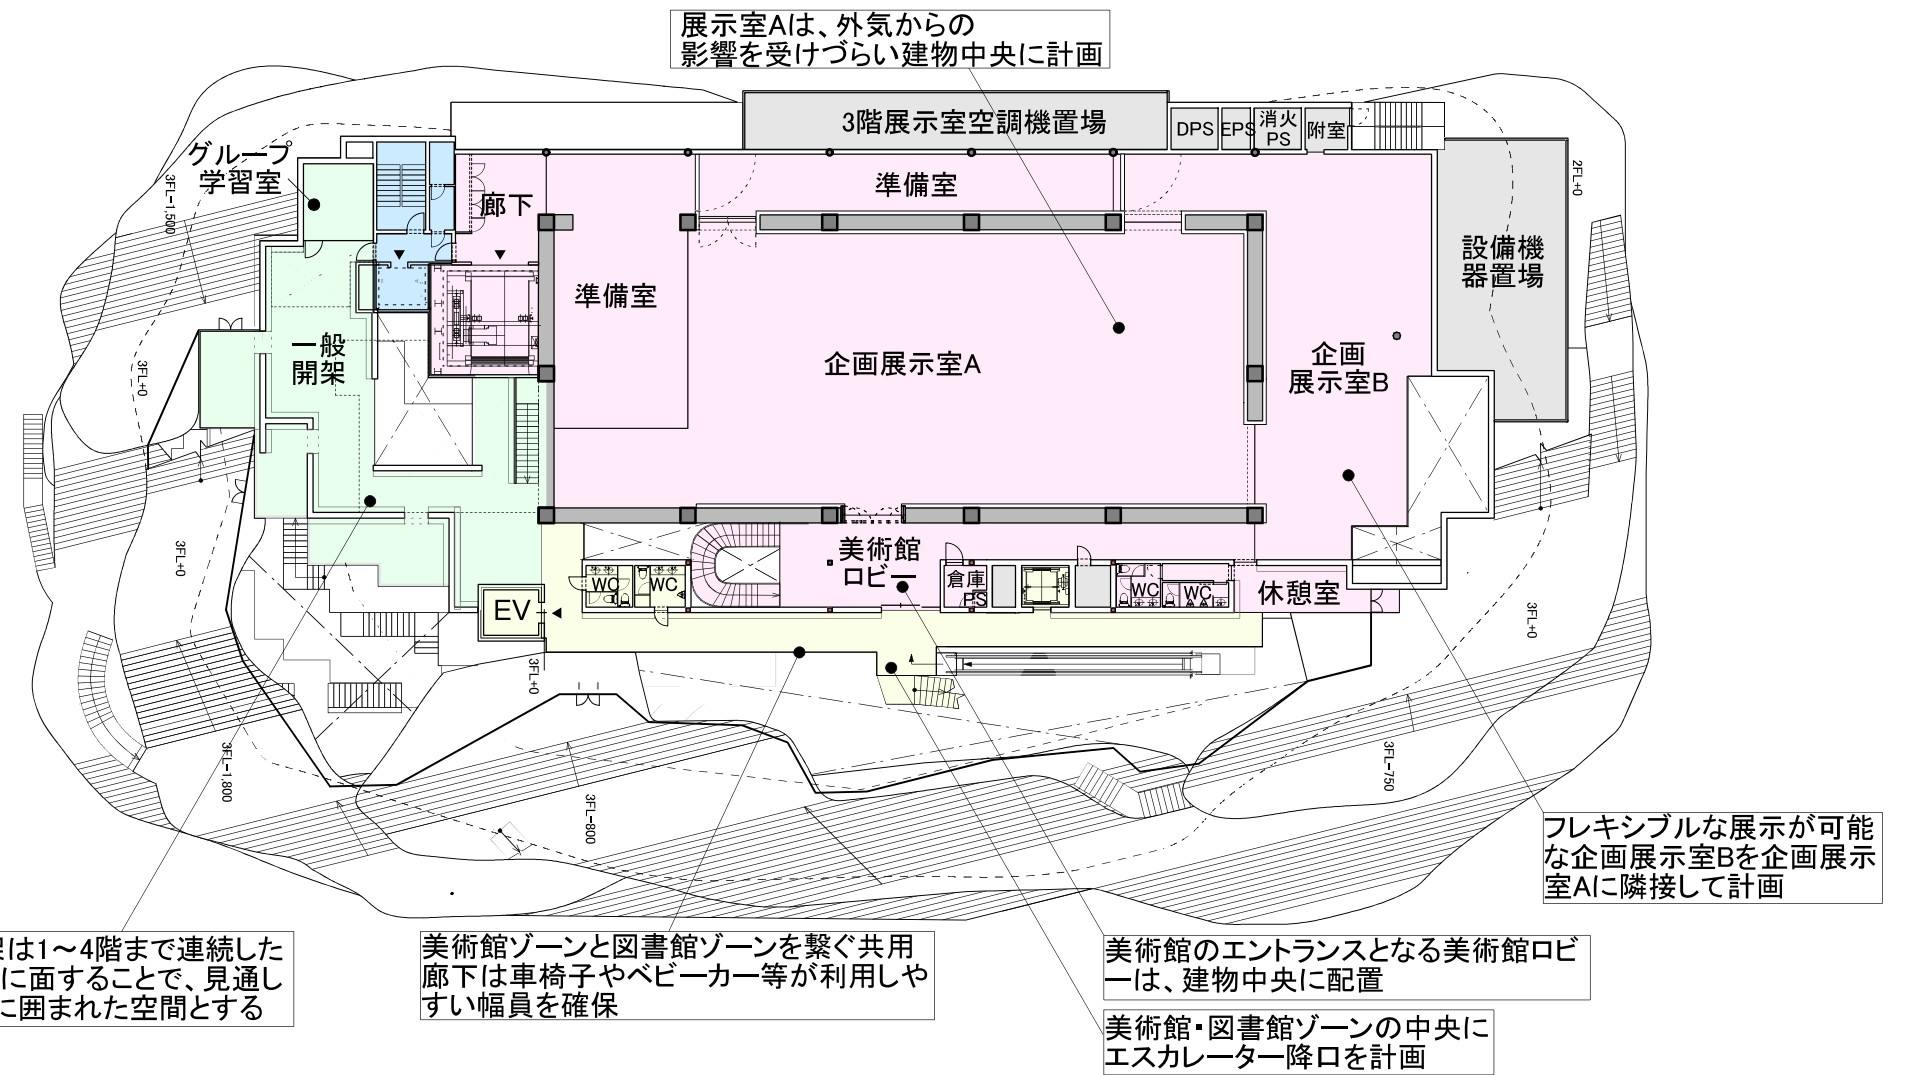 展示室Aは、外気からの
影響を受けづらい建物中央に計画
3階展示室空調機置場
DPS
EPS
消火
PS
附室
グループ
学習室
廊下
準備室
準備室
設備機
器置場
一般
開架
企画展示室A
企画
展示室B
美術館
ロビー
WC
WC
倉庫
PS
WC
WC
休憩室
EV
3FL-1,500
3FL+0
3FL+0
3FL-1,800
3FL+0
3FL-800
3FL-750
3FL+0
2FL+0
フレキシブルな展示が可能
な企画展示室Bを企画展示
室Aに隣接して計画
は1～4階まで連続した
に面することで、見通し
に囲まれた空間とする
美術館ゾーンと図書館ゾーンを繋ぐ共用
廊下は車椅子やベビーカー等が利用しや
すい幅員を確保
美術館のエントランスとなる美術館ロビ
ーは、建物中央に配置
美術館・図書館ゾーンの中央に
エスカレーター降口を計画